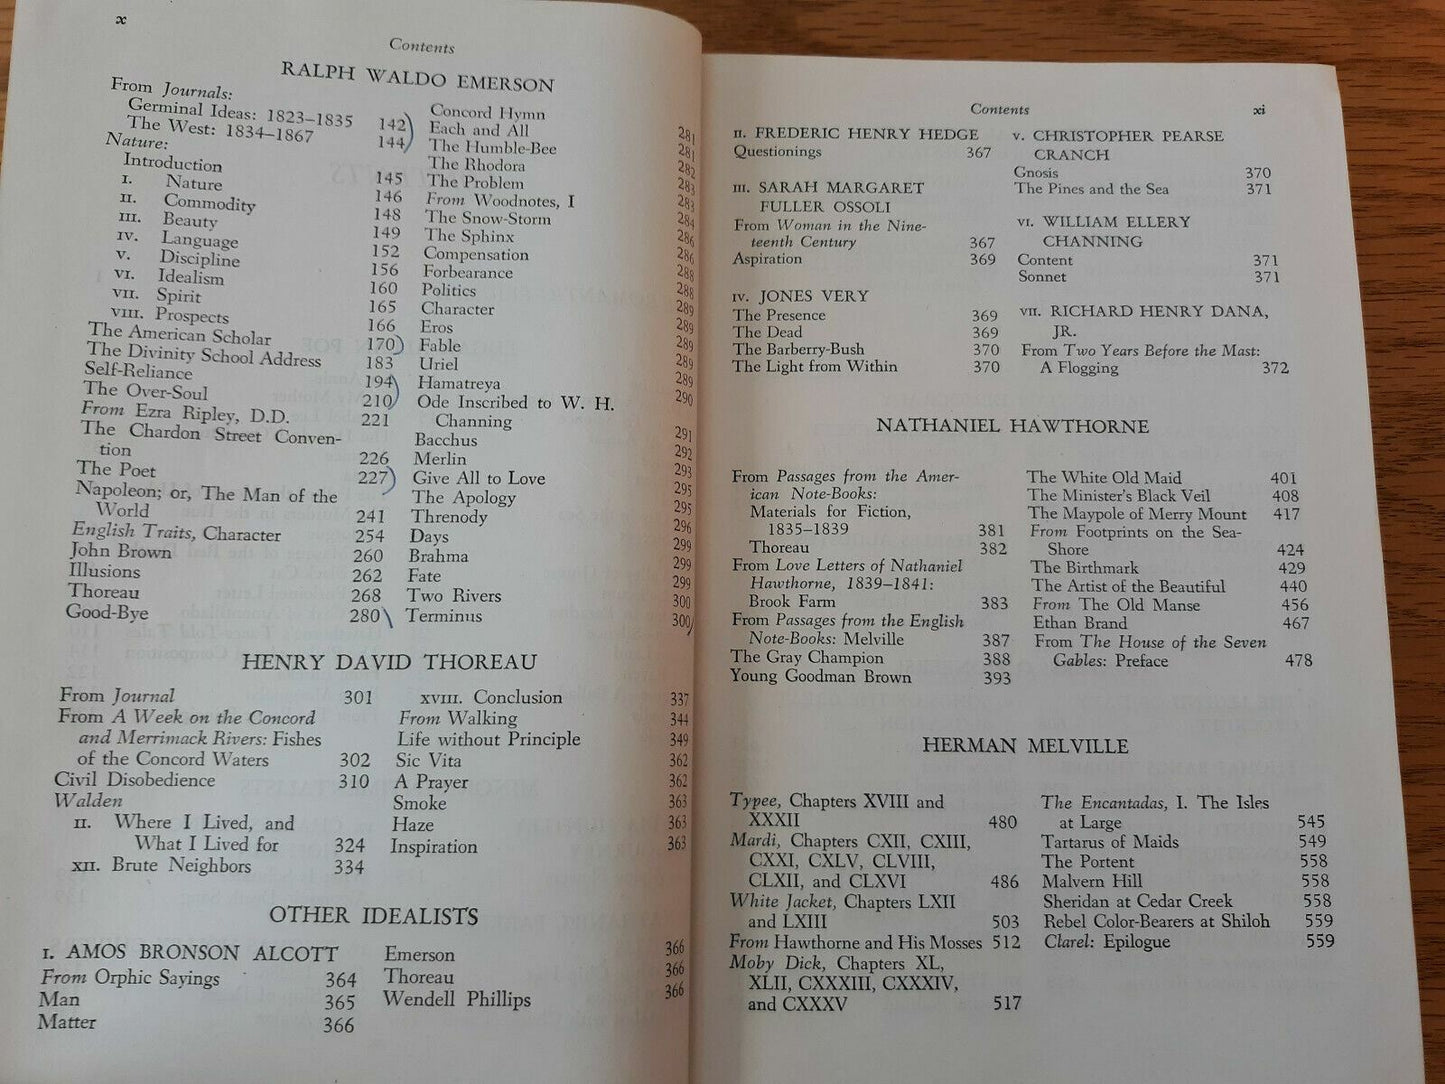 x
Contents
RALPH WALDO EMERSON
From Journals:
Germinal Ideas: 1823–1835 142
The West: 1834–1867 144
Nature:
Introduction 145
I. Nature 146
II. Commodity 148
III. Beauty 149
IV. Language 152
V. Discipline 156
VI. Idealism 160
VII. Spirit 165
VIII. Prospects 166
The American Scholar 170
The Divinity School Address 183
Self-Reliance 194
The Over-Soul 210
From Ezra Ripley, D.D. 221
The Chardon Street Conven-
tion 226
The Poet 227
Napoleon; or, The Man of the
World 241
English Traits, Character 254
John Brown 260
Illusions 262
Thoreau 268
Good-Bye 280
Concord Hymn 281
Each and All 281
The Humble-Bee 282
The Rhodora 283
The Problem 283
From Woodnotes, I 284
The Snow-Storm 286
The Sphinx 286
Compensation 288
Forbearance 288
Politics 289
Character 289
Eros 289
Fable 289
Uriel 289
Hamatreya 290
Ode Inscribed to W. H.
Channing 291
Bacchus 292
Merlin 293
Give All to Love 295
The Apology 295
Threnody 296
Days 299
Brahma 299
Fate 299
Two Rivers 300
Terminus 300
HENRY DAVID THOREAU
From Journal 301
From A Week on the Concord
and Merrimack Rivers: Fishes
of the Concord Waters 302
Civil Disobedience 310
Walden
II. Where I Lived, and
What I Lived for 324
XII. Brute Neighbors 334
XVIII. Conclusion 337
From Walking 344
Life without Principle 349
Sic Vita 362
A Prayer 362
Smoke 363
Haze 363
Inspiration 363
OTHER IDEALISTS
I. AMOS BRONSON ALCOTT
From Orphic Sayings 364
Man 365
Matter 366
Emerson 366
Thoreau 366
Wendell Phillips 366
Contents xi
II. FREDERIC HENRY HEDGE
Questionings 367
III. SARAH MARGARET
FULLER OSSOLI
From Woman in the Nine-
teenth Century 367
Aspiration 369
IV. JONES VERY
The Presence 369
The Dead 369
The Barberry-Bush 370
The Light from Within 370
V. CHRISTOPHER PEARSE
CRANCH
Gnosis 370
The Pines and the Sea 371
VI. WILLIAM ELLERY
CHANNING
Content 371
Sonnet 371
VII. RICHARD HENRY DANA,
JR.
From Two Years Before the Mast:
A Flogging 372
NATHANIEL HAWTHORNE
From Passages from the Amer-
ican Note-Books:
Materials for Fiction,
1835–1839 381
Thoreau 382
From Love Letters of Nathaniel
Hawthorne, 1839–1841:
Brook Farm 383
From Passages from the English
Note-Books: Melville 387
The Gray Champion 388
Young Goodman Brown 393
The White Old Maid 401
The Minister's Black Veil 408
The Maypole of Merry Mount 417
From Footprints on the Sea-
Shore 424
The Birthmark 429
The Artist of the Beautiful 440
From The Old Manse 456
Ethan Brand 467
From The House of the Seven
Gables: Preface 478
HERMAN MELVILLE
Typee, Chapters XVIII and
XXXII 480
Mardi, Chapters CXII, CXIII,
CXXI, CXLV, CLVIII,
CLXII, and CLXVI 486
White Jacket, Chapters LXII
and LXIII 503
From Hawthorne and His Mosses 512
Moby Dick, Chapters XL,
XLII, CXXXIII, CXXXIV,
and CXXXV 517
The Encantadas, I. The Isles
at Large 545
Tartarus of Maids 549
The Portent 558
Malvern Hill 558
Sheridan at Cedar Creek 558
Rebel Color-Bearers at Shiloh 559
Clarel: Epilogue 559